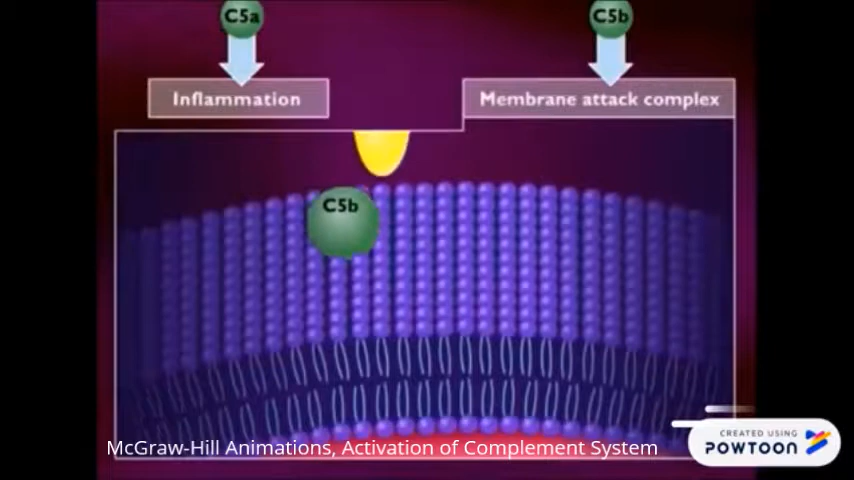 C5a
C5b
Inflammation
Membrane attack complex
C5b
McGraw-Hill Animations, Activation of Complement System
CREATED USING
POWTOON